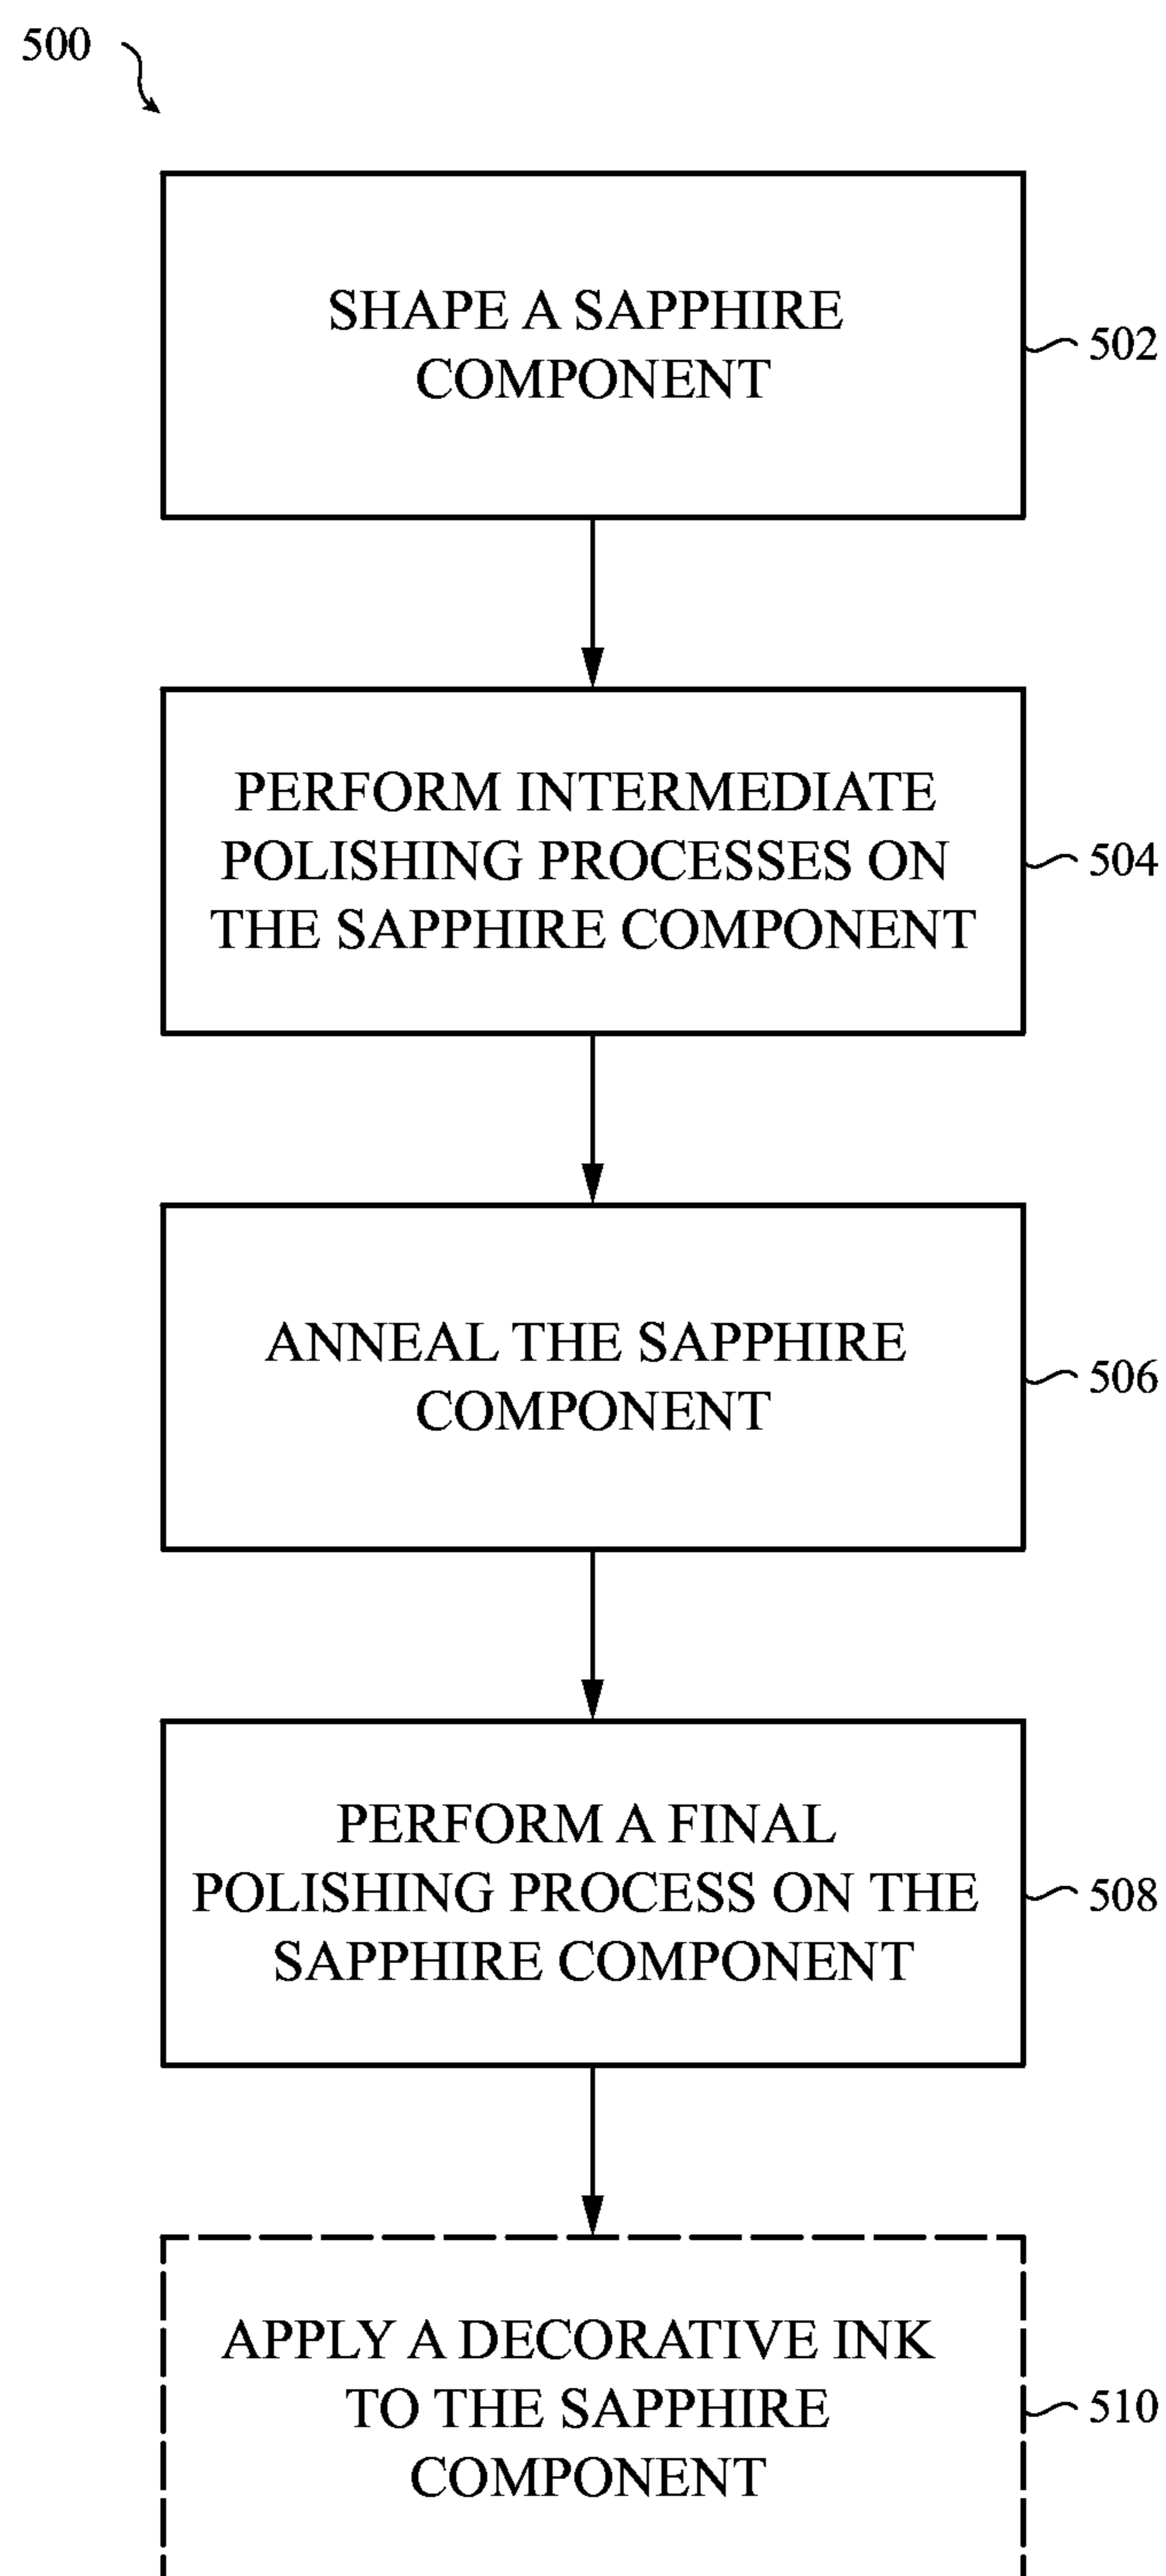 500
SHAPE A SAPPHIRE
COMPONENT
502
PERFORM INTERMEDIATE
POLISHING PROCESSES ON
THE SAPPHIRE COMPONENT
504
ANNEAL THE SAPPHIRE
COMPONENT
506
PERFORM A FINAL
POLISHING PROCESS ON THE
SAPPHIRE COMPONENT
508
APPLY A DECORATIVE INK
TO THE SAPPHIRE
COMPONENT
510